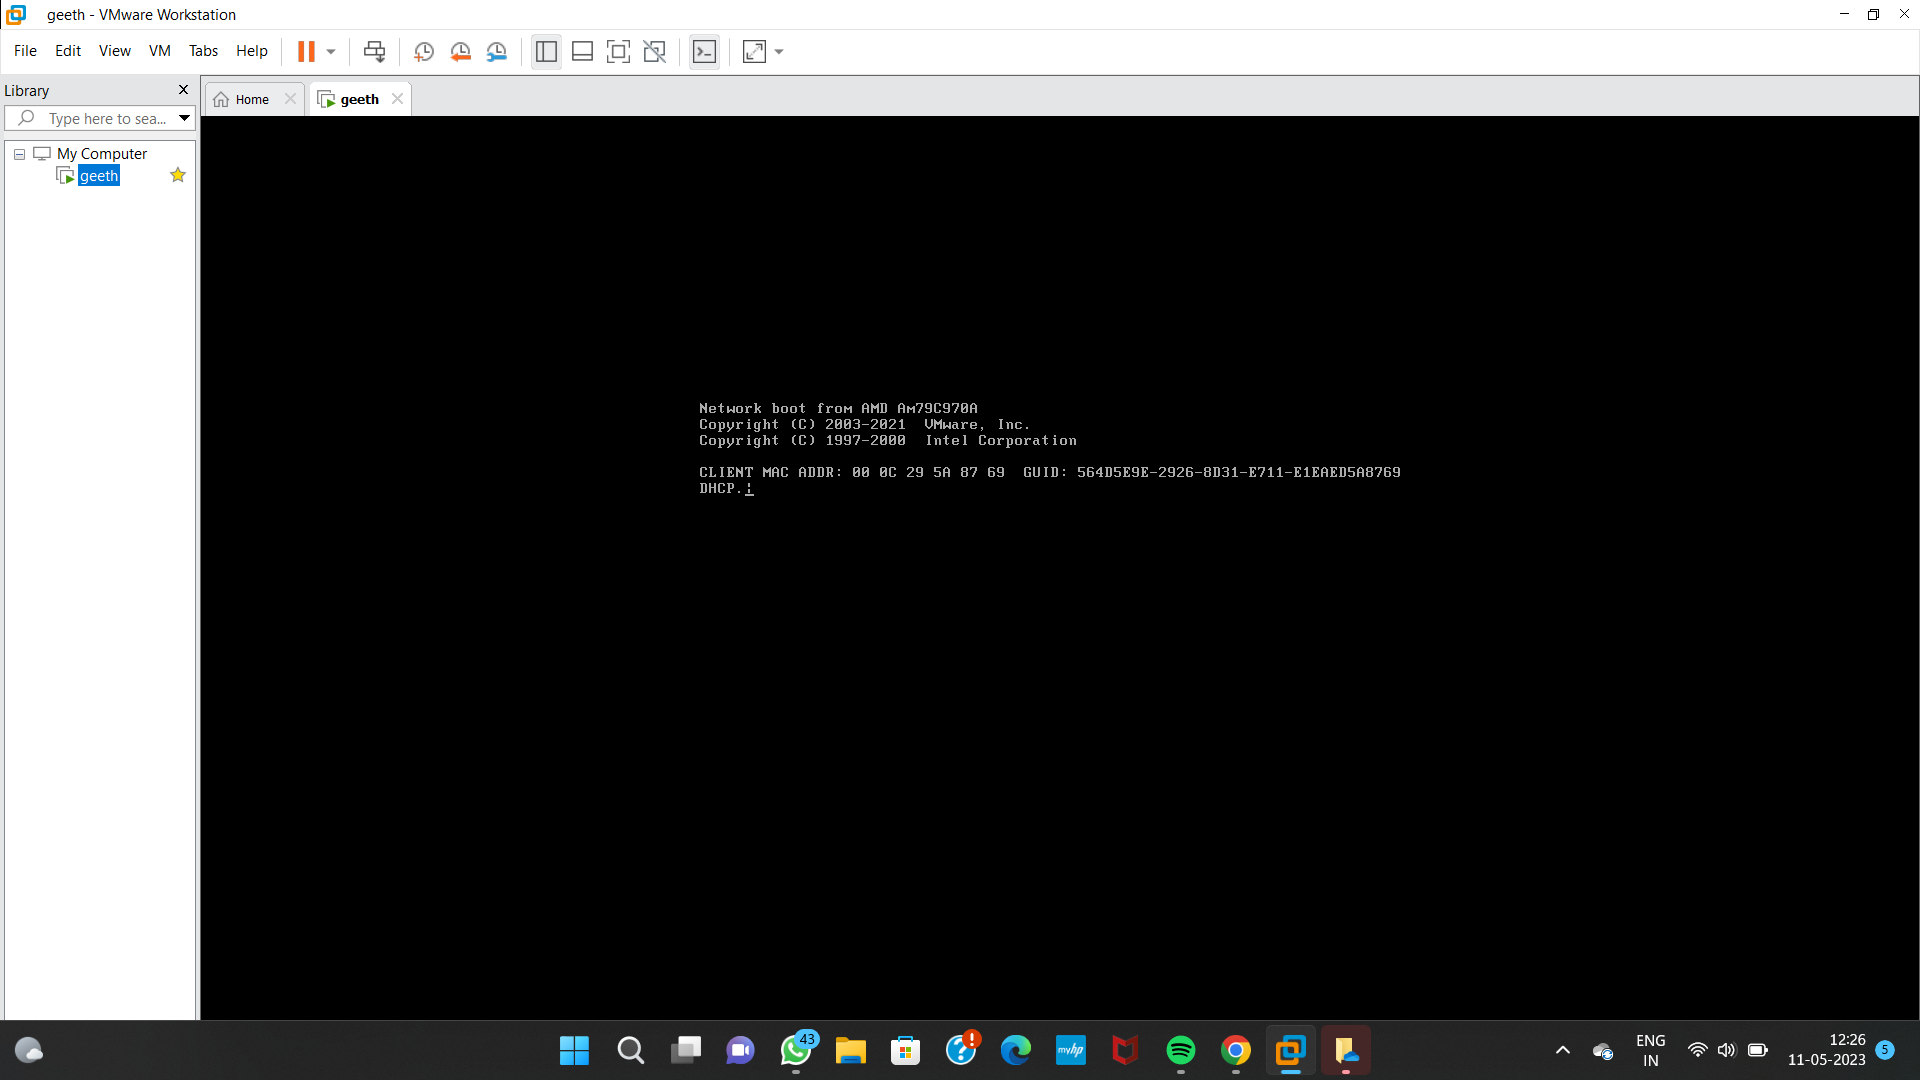 geeth - VMware Workstation
File Edit View VM Tabs Help
Library
Home
geeth
Type here to sea...
My Computer
geeth
Network boot from AMD Am79C970A
Copyright (C) 2003-2021  VMware, Inc.
Copyright (C) 1997-2000  Intel Corporation
CLIENT MAC ADDR: 00 0C 29 5A 87 69  GUID: 564D5E9E-2926-8D31-E711-E1EAED5A8769
DHCP.¦
43
myhp
ENG
IN
12:26
11-05-2023
5